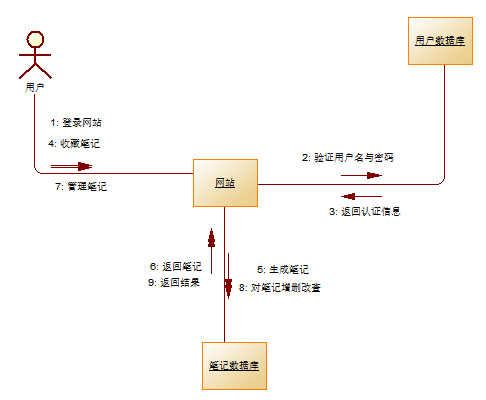 用户数据库
用户
1: 登录网站
4: 收藏笔记
7: 管理笔记
网站
2: 验证用户名与密码
3: 返回认证信息
6: 返回笔记
9: 返回结果
5: 生成笔记
8: 对笔记增删改查
笔记数据库